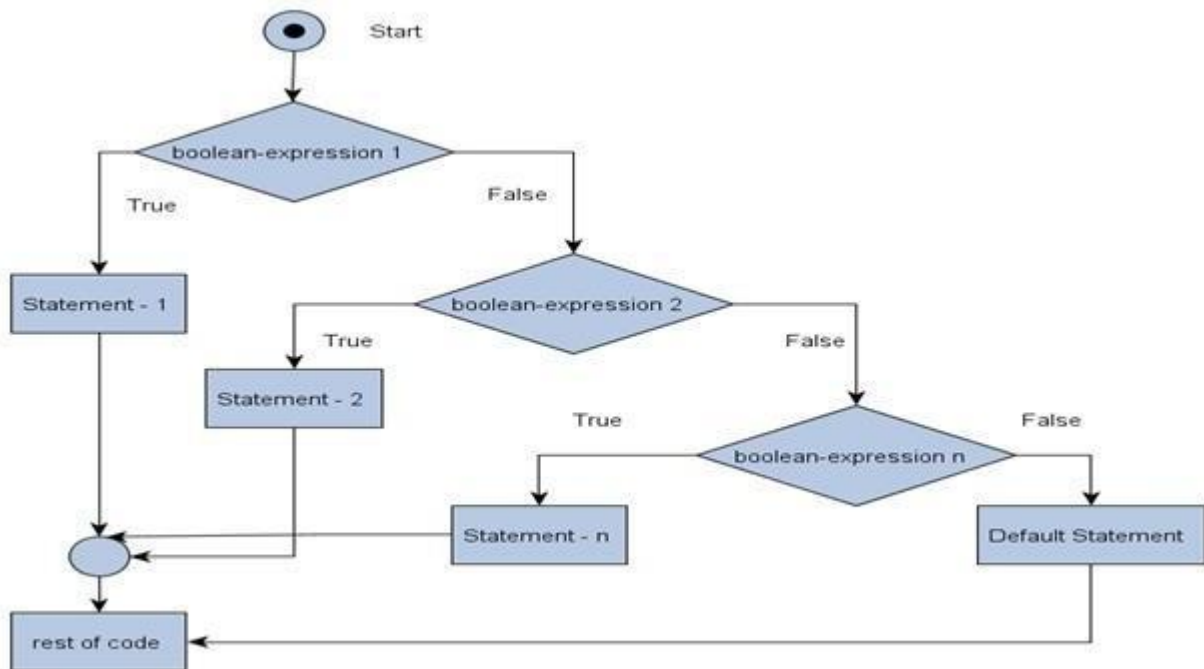 Start
boolean-expression 1
True
False
Statement - 1
boolean-expression 2
True
False
Statement - 2
True
False
boolean-expression n
Statement - n
Default Statement
rest of code